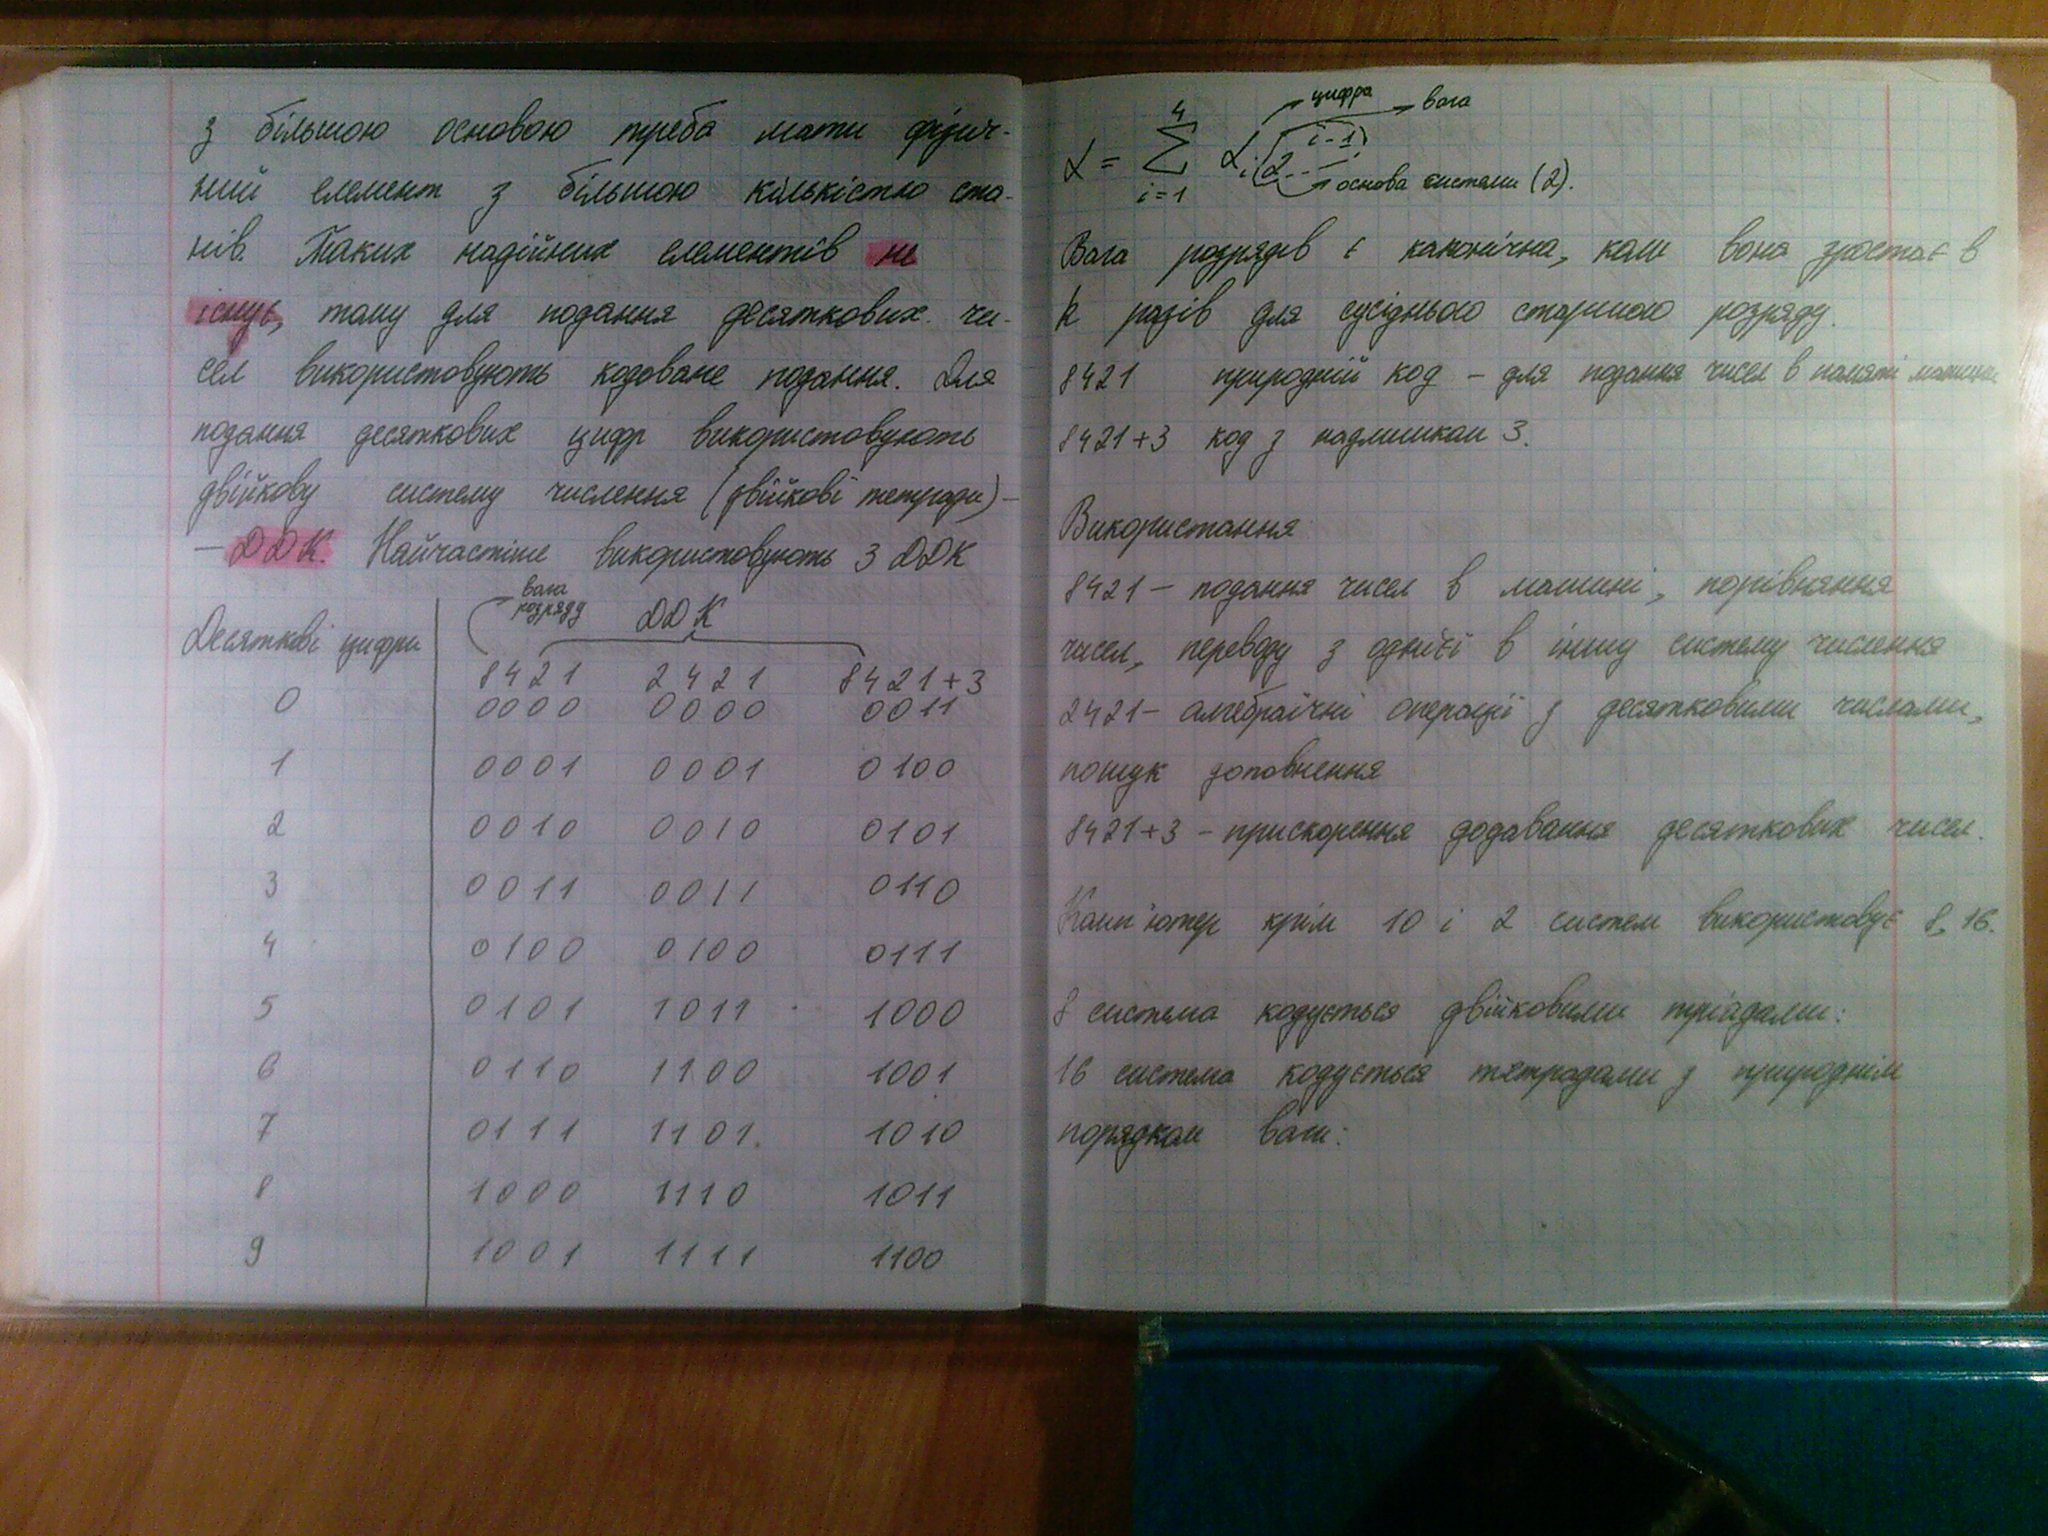 з більшою основою треба мати фізич-
ний елемент з більшою кількістю ста-
нів. Таких надійних елементів не
існує, тому для подання десяткових чи-
сел використовують кодоване подання. Для
подання десяткових цифр використовують
двійкову систему числення (двійкові тетради) –
– ДДК. Найчастіше використовують 3 ДДК
вага
розряду
ДДК
Десяткові цифри
8421 2421 8421+3
0 0000 0000 0011
1 0001 0001 0100
2 0010 0010 0101
3 0011 0011 0110
4 0100 0100 0111
5 0101 1011 1000
6 0110 1100 1001
7 0111 1101 1010
8 1000 1110 1011
9 1001 1111 1100
цифра вага
α = 4 ∑ i=1 α i (2 (i-1)
основа системи (2).
Вага розрядів є канонічна, коли вона зростає в
k разів для сусіднього старшого розряду.
8421 природній код – для подання чисел в памяті машини
8421+3 код з надлишком 3.
Використання
8421 – подання чисел в машині, порівняння
чисел, переводу з однієї в іншу систему числення
2421 – алгебраїчні операції з десятковими числами,
пошук доповнення
8421+3 – прискорення додавання десяткових чисел.
Комп'ютер крім 10 і 2 систем використовує 8, 16.
8 система кодується двійковими тріадами:
16 система кодується тетрадами з природнім
порядком ваги: